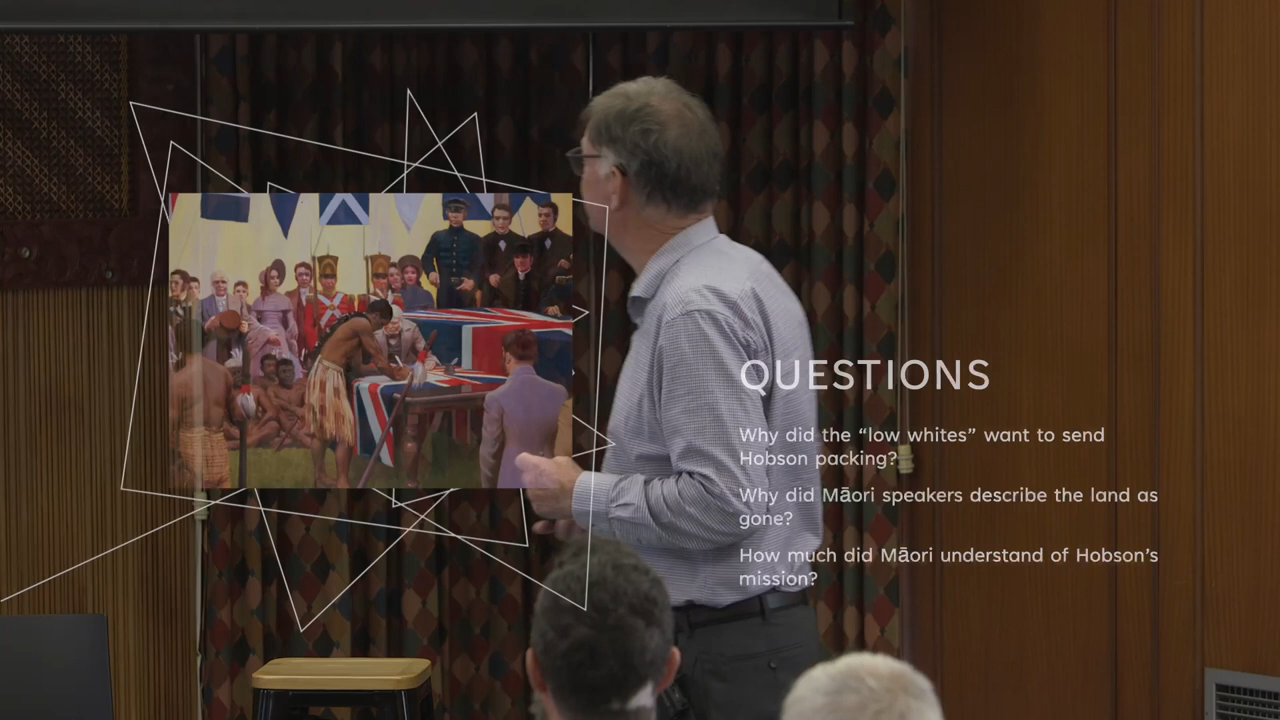 QUESTIONS
Why did the “low whites” want to send
Hobson packing?
Why did Māori speakers describe the land as
gone?
How much did Māori understand of Hobson’s
mission?